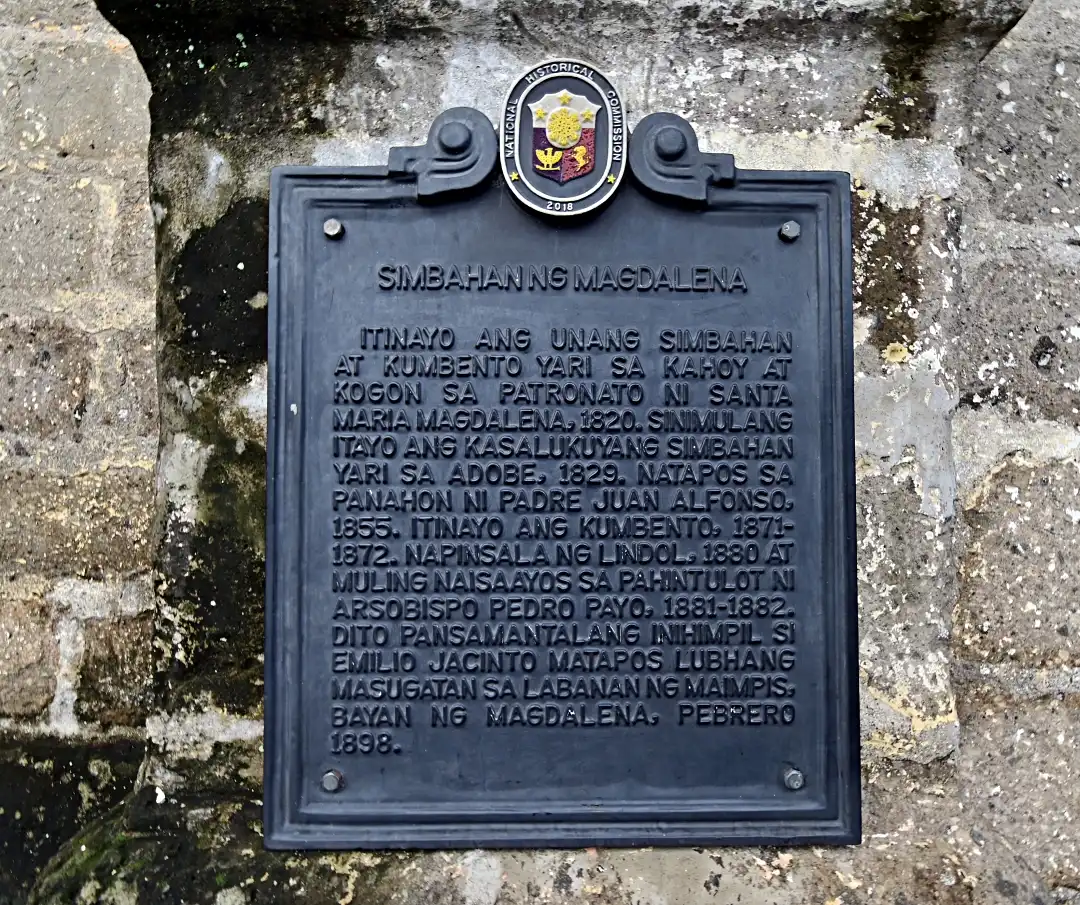 NATIONAL HISTORICAL COMMISSION
2018
SIMBAHAN NG MAGDALENA
ITINAYO ANG UNANG SIMBAHAN
AT KUMBENTO YARI SA KAHOY AT
KOGON SA PATRONATO NI SANTA
MARIA MAGDALENA, 1820. SINIMULANG
ITAYO ANG KASALUKUYANG SIMBAHAN
YARI SA ADOBE, 1829. NATAPOS SA
PANAHON NI PADRE JUAN ALFONSO,
1855. ITINAYO ANG KUMBENTO, 1871-
1872. NAPINSALA NG LINDOL, 1880 AT
MULING NAISAAYOS SA PAHINTULOT NI
ARSOBISPO PEDRO PAYO, 1881-1882.
DITO PANSAMANTALANG INIHIMPIL SI
EMILIO JACINTO MATAPOS LUBHANG
MASUGATAN SA LABANAN NG MAIMPIS,
BAYAN NG MAGDALENA, PEBRERO
1898.